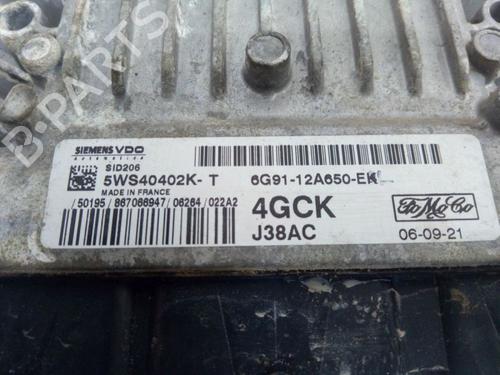 B-PARTS
SIEMENS VDO
Automotive
SID206
5WS40402K- T
6G91-12A650-EK
MADE IN FRANCE
/50195/867066947/06264/022A2
4GCK
J38AC
FoMoCo
06-09-21